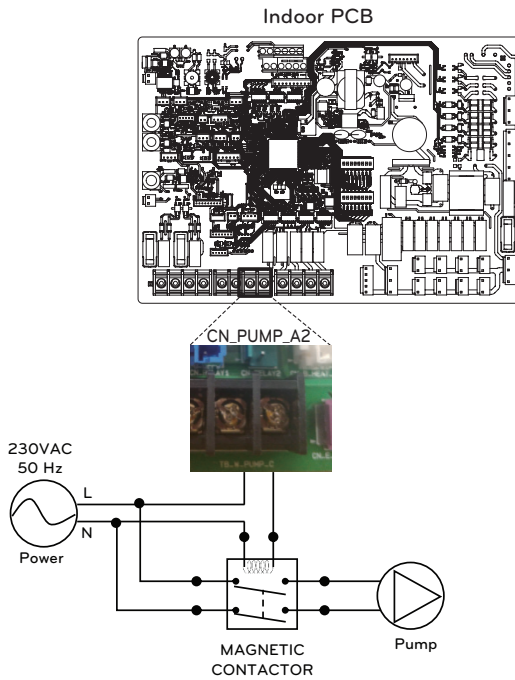 Indoor PCB
CN_PUMP_A2
230VAC
50 Hz
L
N
Power
MAGNETIC
CONTACTOR
Pump